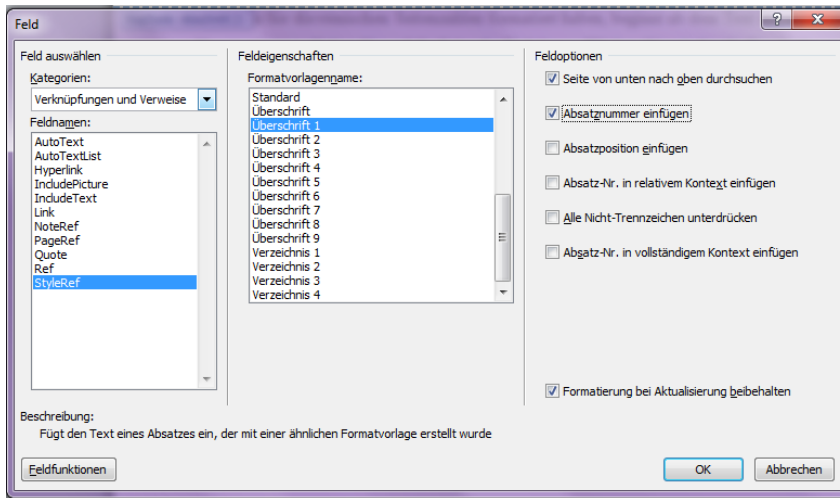 Feld
Feld auswählen
Kategorien:
Verknüpfungen und Verweise
Feldnamen:
AutoText
AutoTextList
Hyperlink
IncludePicture
IncludeText
Link
NoteRef
PageRef
Quote
Ref
StyleRef
Feldeigenschaften
Formatvorlagenname:
Standard
Überschrift
Überschrift 1
Überschrift 2
Überschrift 3
Überschrift 4
Überschrift 5
Überschrift 6
Überschrift 7
Überschrift 8
Überschrift 9
Verzeichnis 1
Verzeichnis 2
Verzeichnis 3
Verzeichnis 4
Feldoptionen
Seite von unten nach oben durchsuchen
Absatznummer einfügen
Absatzposition einfügen
Absatz-Nr. in relativem Kontext einfügen
Alle Nicht-Trennzeichen unterdrücken
Absatz-Nr. in vollständigem Kontext einfügen
Formatierung bei Aktualisierung beibehalten
Beschreibung:
Fügt den Text eines Absatzes ein, der mit einer ähnlichen Formatvorlage erstellt wurde
Feldfunktionen
OK
Abbrechen